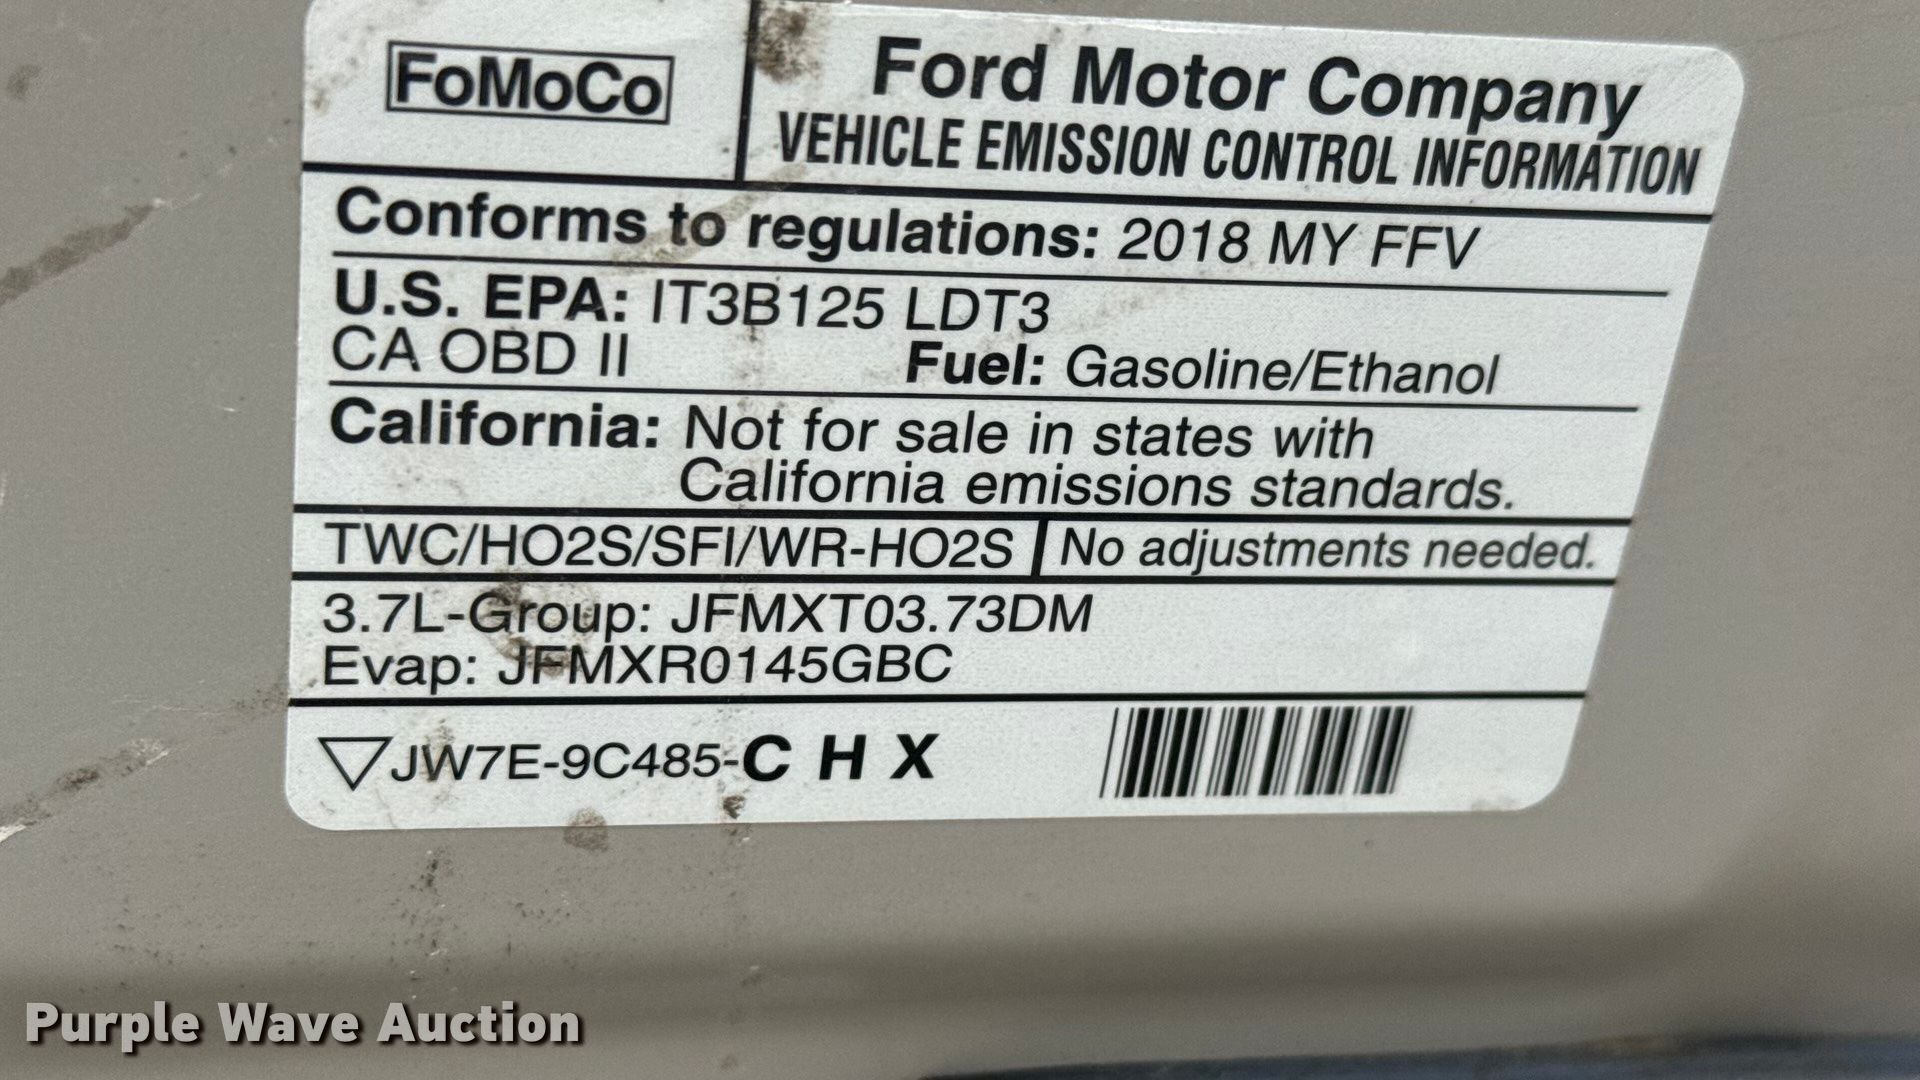 FoMoCo
Ford Motor Company
VEHICLE EMISSION CONTROL INFORMATION
Conforms to regulations: 2018 MY FFV
U.S. EPA: IT3B125 LDT3
CA OBD II Fuel: Gasoline/Ethanol
California: Not for sale in states with
California emissions standards.
TWC/HO2S/SFI/WR-HO2S No adjustments needed.
3.7L-Group: JFMXT03.73DM
Evap: JFMXR0145GBC
JW7E-9C485-C H X
Purple Wave Auction